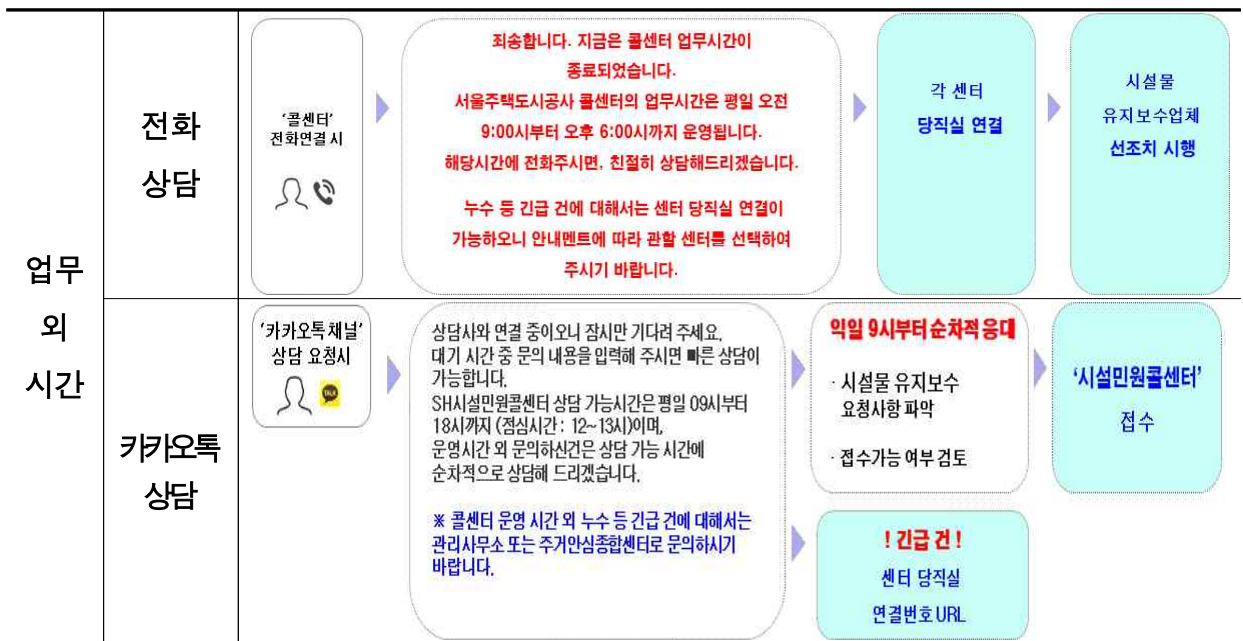 업무
외
시간
전화
상담
'콜센터'
전화연결 시
죄송합니다. 지금은 콜센터 업무시간이
종료되었습니다.
서울주택도시공사 콜센터의 업무시간은 평일 오전
9:00시부터 오후 6:00시까지 운영됩니다.
해당시간에 전화주시면, 친절히 상담해드리겠습니다.
누수 등 긴급 건에 대해서는 센터 당직실 연결이
가능하오니 안내멘트에 따라 관할 센터를 선택하여
주시기 바랍니다.
각 센터
당직실 연결
시설물
유지보수업체
선조치 시행
카카오톡
상담
'카카오톡채널'
상담 요청시
TALK
상담사와 연결 중이오니 잠시만 기다려 주세요.
대기 시간 중 문의 내용을 입력해 주시면 빠른 상담이
가능합니다.
SH시설민원콜센터 상담 가능시간은 평일 09시부터
18시까지 (점심시간 : 12~13시)이며,
운영시간 외 문의하신건은 상담 가능 시간에
순차적으로 상담해 드리겠습니다.
※ 콜센터 운영 시간 외 누수 등 긴급 건에 대해서는
관리사무소 또는 주거안심종합센터로 문의하시기
바랍니다.
익일 9시부터 순차적 응대
· 시설물 유지보수
요청사항 파악
· 접수가능 여부 검토
'시설민원콜센터'
접수
! 긴급 건 !
센터 당직실
연결번호 URL